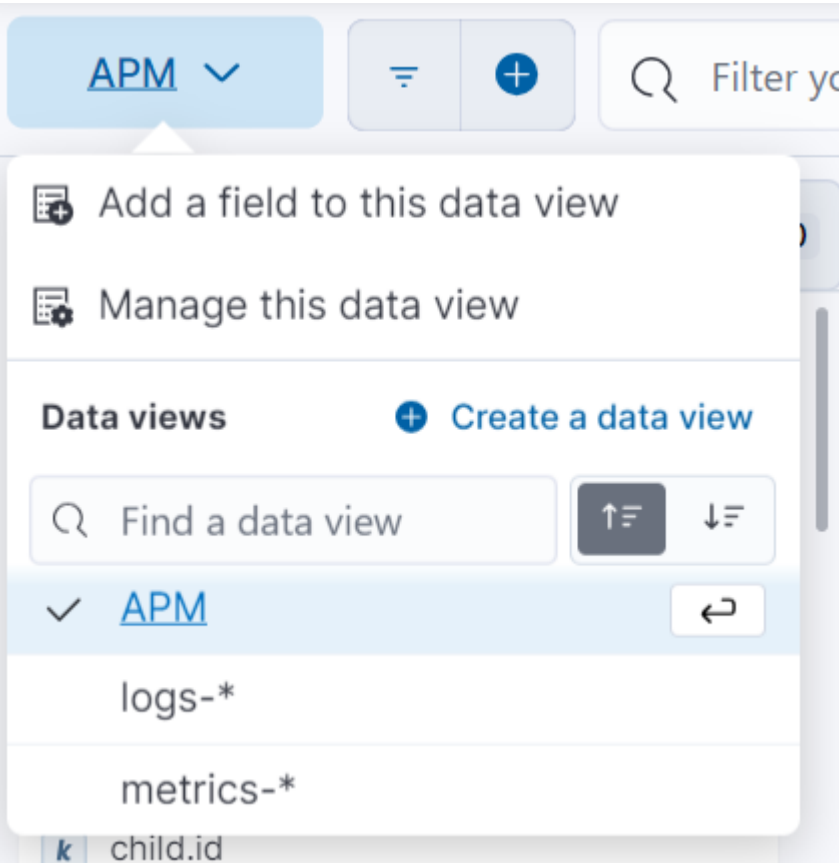 APM
Filter yo
Add a field to this data view
Manage this data view
Data views
Create a data view
Find a data view
APM
logs-*
metrics-*
k child.id